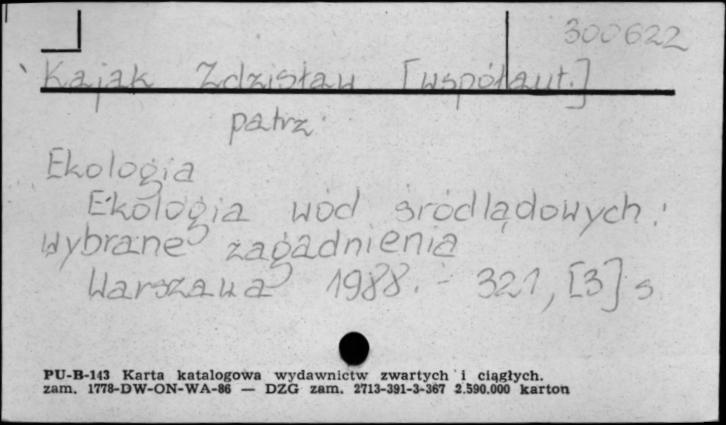 300622
Kajak Zdzisław [współaut.]
patrz:
Ekologia
Ekologia wód śródlądowych:
wybrane zagadnienia
Warszawa 1988. - 321, [3] s
PU-B-143 Karta katalogowa wydawnictw zwartych i ciągłych.
zam. 1778-DW-ON-WA-86 — DZG zam. 2713-391-3-367 2.590.000 karton